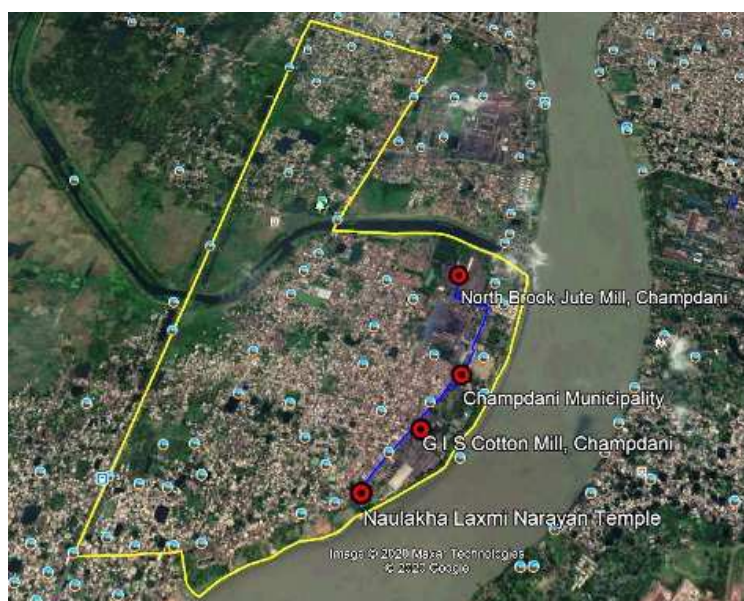 North Brook Jute Mill, Champdani
Champdani Municipality
G I S Cotton Mill, Champdani
Naulakha Laxmi Narayan Temple
Image © 2020 Maxar Technologies
© 2020 Google